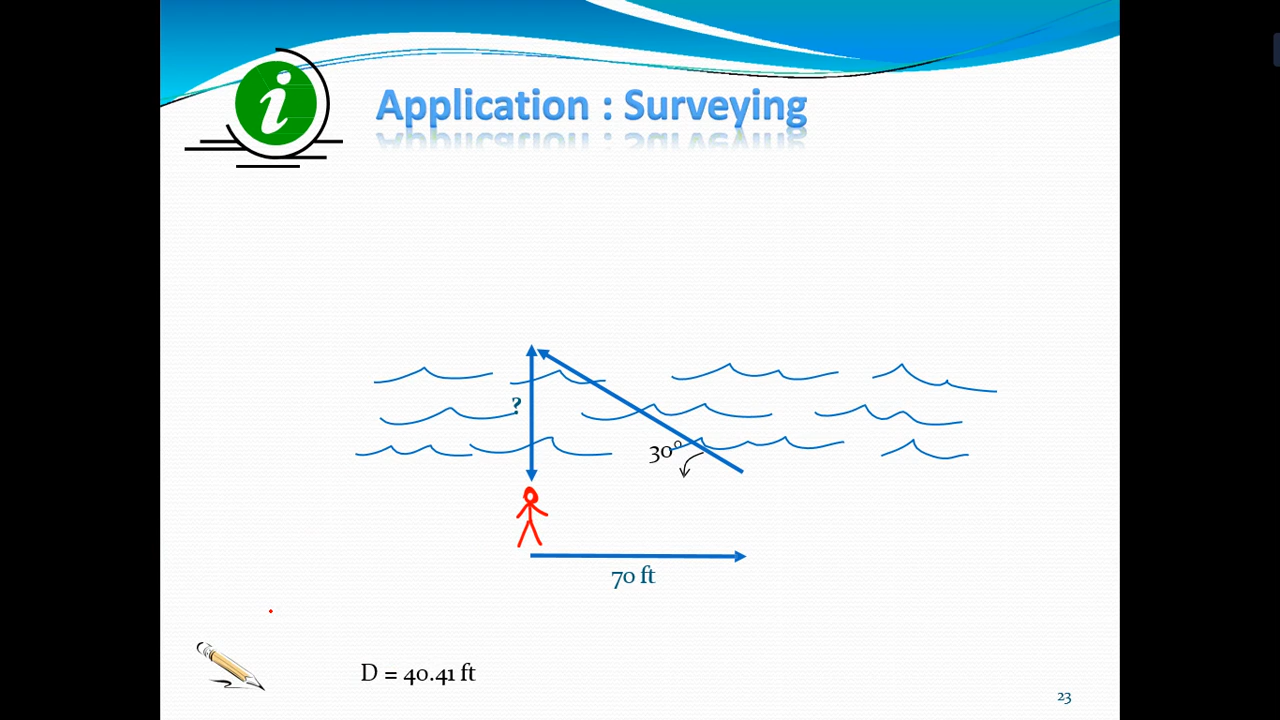 Application : Surveying
?
30°
70 ft
D = 40.41 ft
23